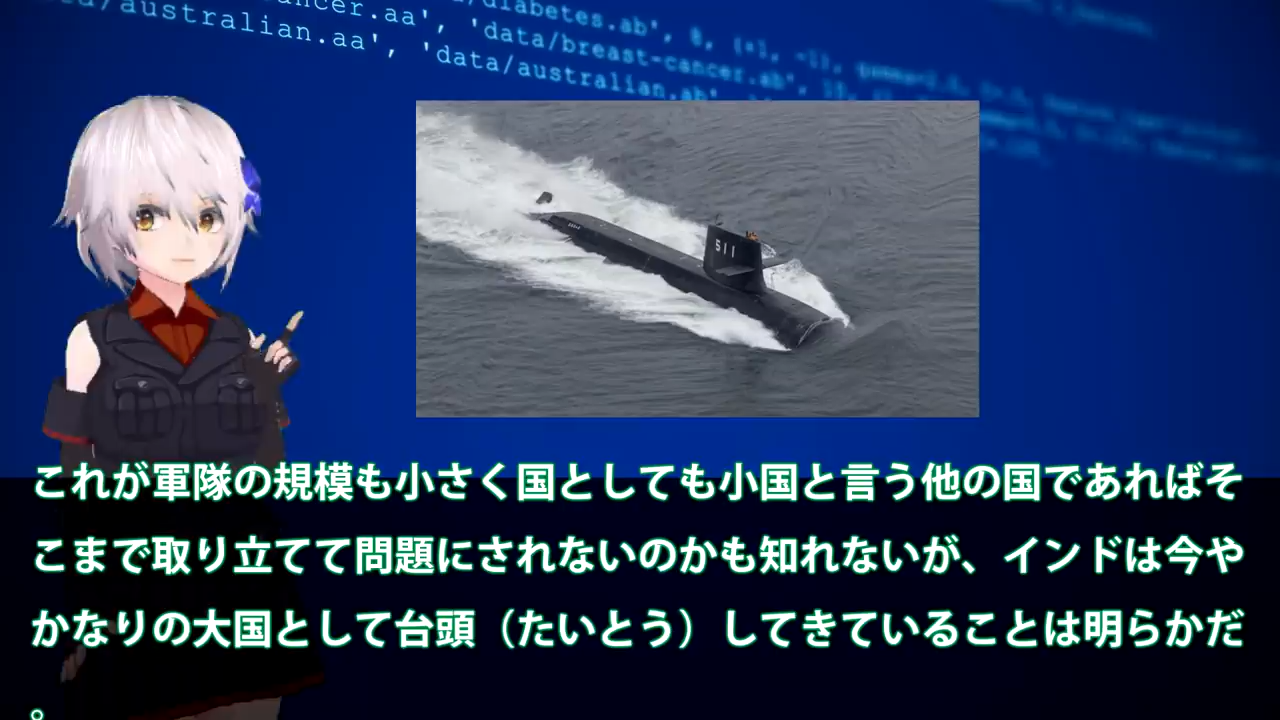 cer.aa', 'data/diabetes.ab', 8, [+1, -1],
'data/australian.aa', 'data/breast-cancer.ab',
'data/australian.ab'
511
これが軍隊の規模も小さく国としても小国と言う他の国であればそ
こまで取り立てて問題にされないのかも知れないが、インドは今や
かなりの大国として台頭（たいとう）してきていることは明らかだ
。